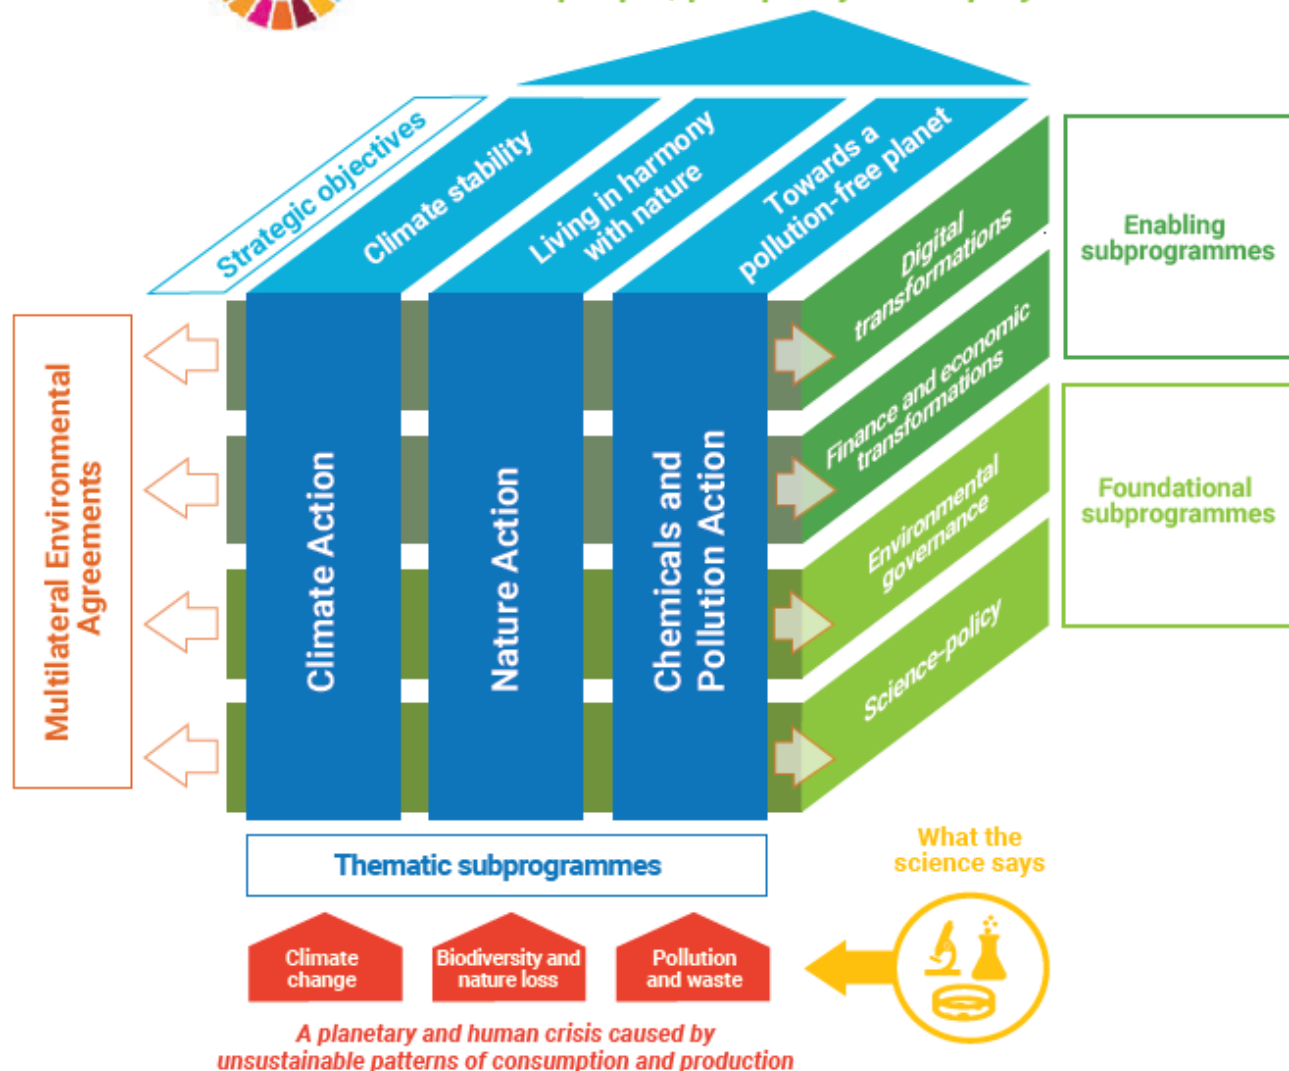 Strategic objectives
Climate stability
Living in harmony
with nature
Towards a
pollution-free planet
Digital
transformations
Finance and economic
transformations
Environmental
governance
Science-policy
Enabling
subprogrammes
Foundational
subprogrammes
Multilateral Environmental
Agreements
Climate Action
Nature Action
Chemicals and
Pollution Action
Thematic subprogrammes
What the
science says
Climate
change
Biodiversity and
nature loss
Pollution
and waste
A planetary and human crisis caused by
unsustainable patterns of consumption and production